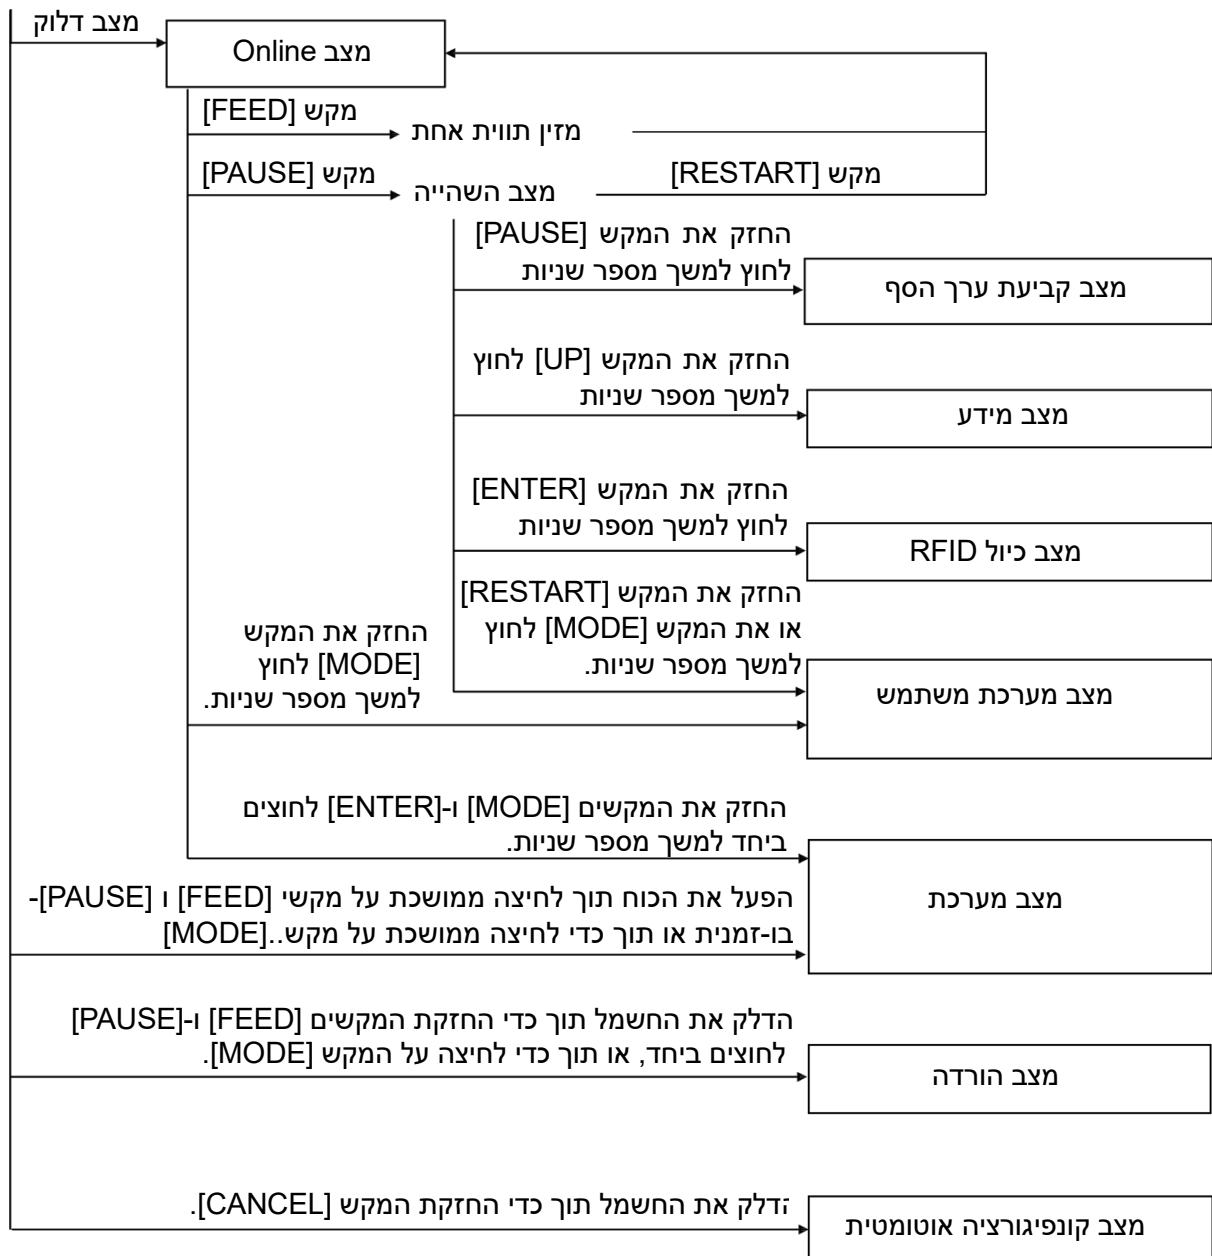 מצב דלוק
מצב Online
מקש [FEED]
מזין תווית אחת
מקש [PAUSE]
מצב השהייה
מקש [RESTART]
החזק את המקש [PAUSE]
לחוץ למשך מספר שניות
מצב קביעת ערך הסף
החזק את המקש [UP] לחוץ
למשך מספר שניות
מצב מידע
החזק את המקש [ENTER]
לחוץ למשך מספר שניות
מצב כיול RFID
החזק את המקש [RESTART]
או את המקש [MODE] לחוץ
למשך מספר שניות.
החזק את המקש
[MODE] לחוץ
למשך מספר שניות.
מצב מערכת משתמש
החזק את המקשים [MODE] ו-[ENTER] לחוצים
ביחד למשך מספר שניות.
הפעל את הכוח תוך לחיצה ממושכת על מקשי [FEED] ו [PAUSE]-
בו-זמנית או תוך כדי לחיצה ממושכת על מקש..[MODE]
מצב מערכת
הדלק את החשמל תוך כדי החזקת המקשים [FEED] ו-[PAUSE]
לחוצים ביחד, או תוך כדי לחיצה על המקש [MODE].
מצב הורדה
הדלק את החשמל תוך כדי החזקת המקש [CANCEL].
מצב קונפיגורציה אוטומטית